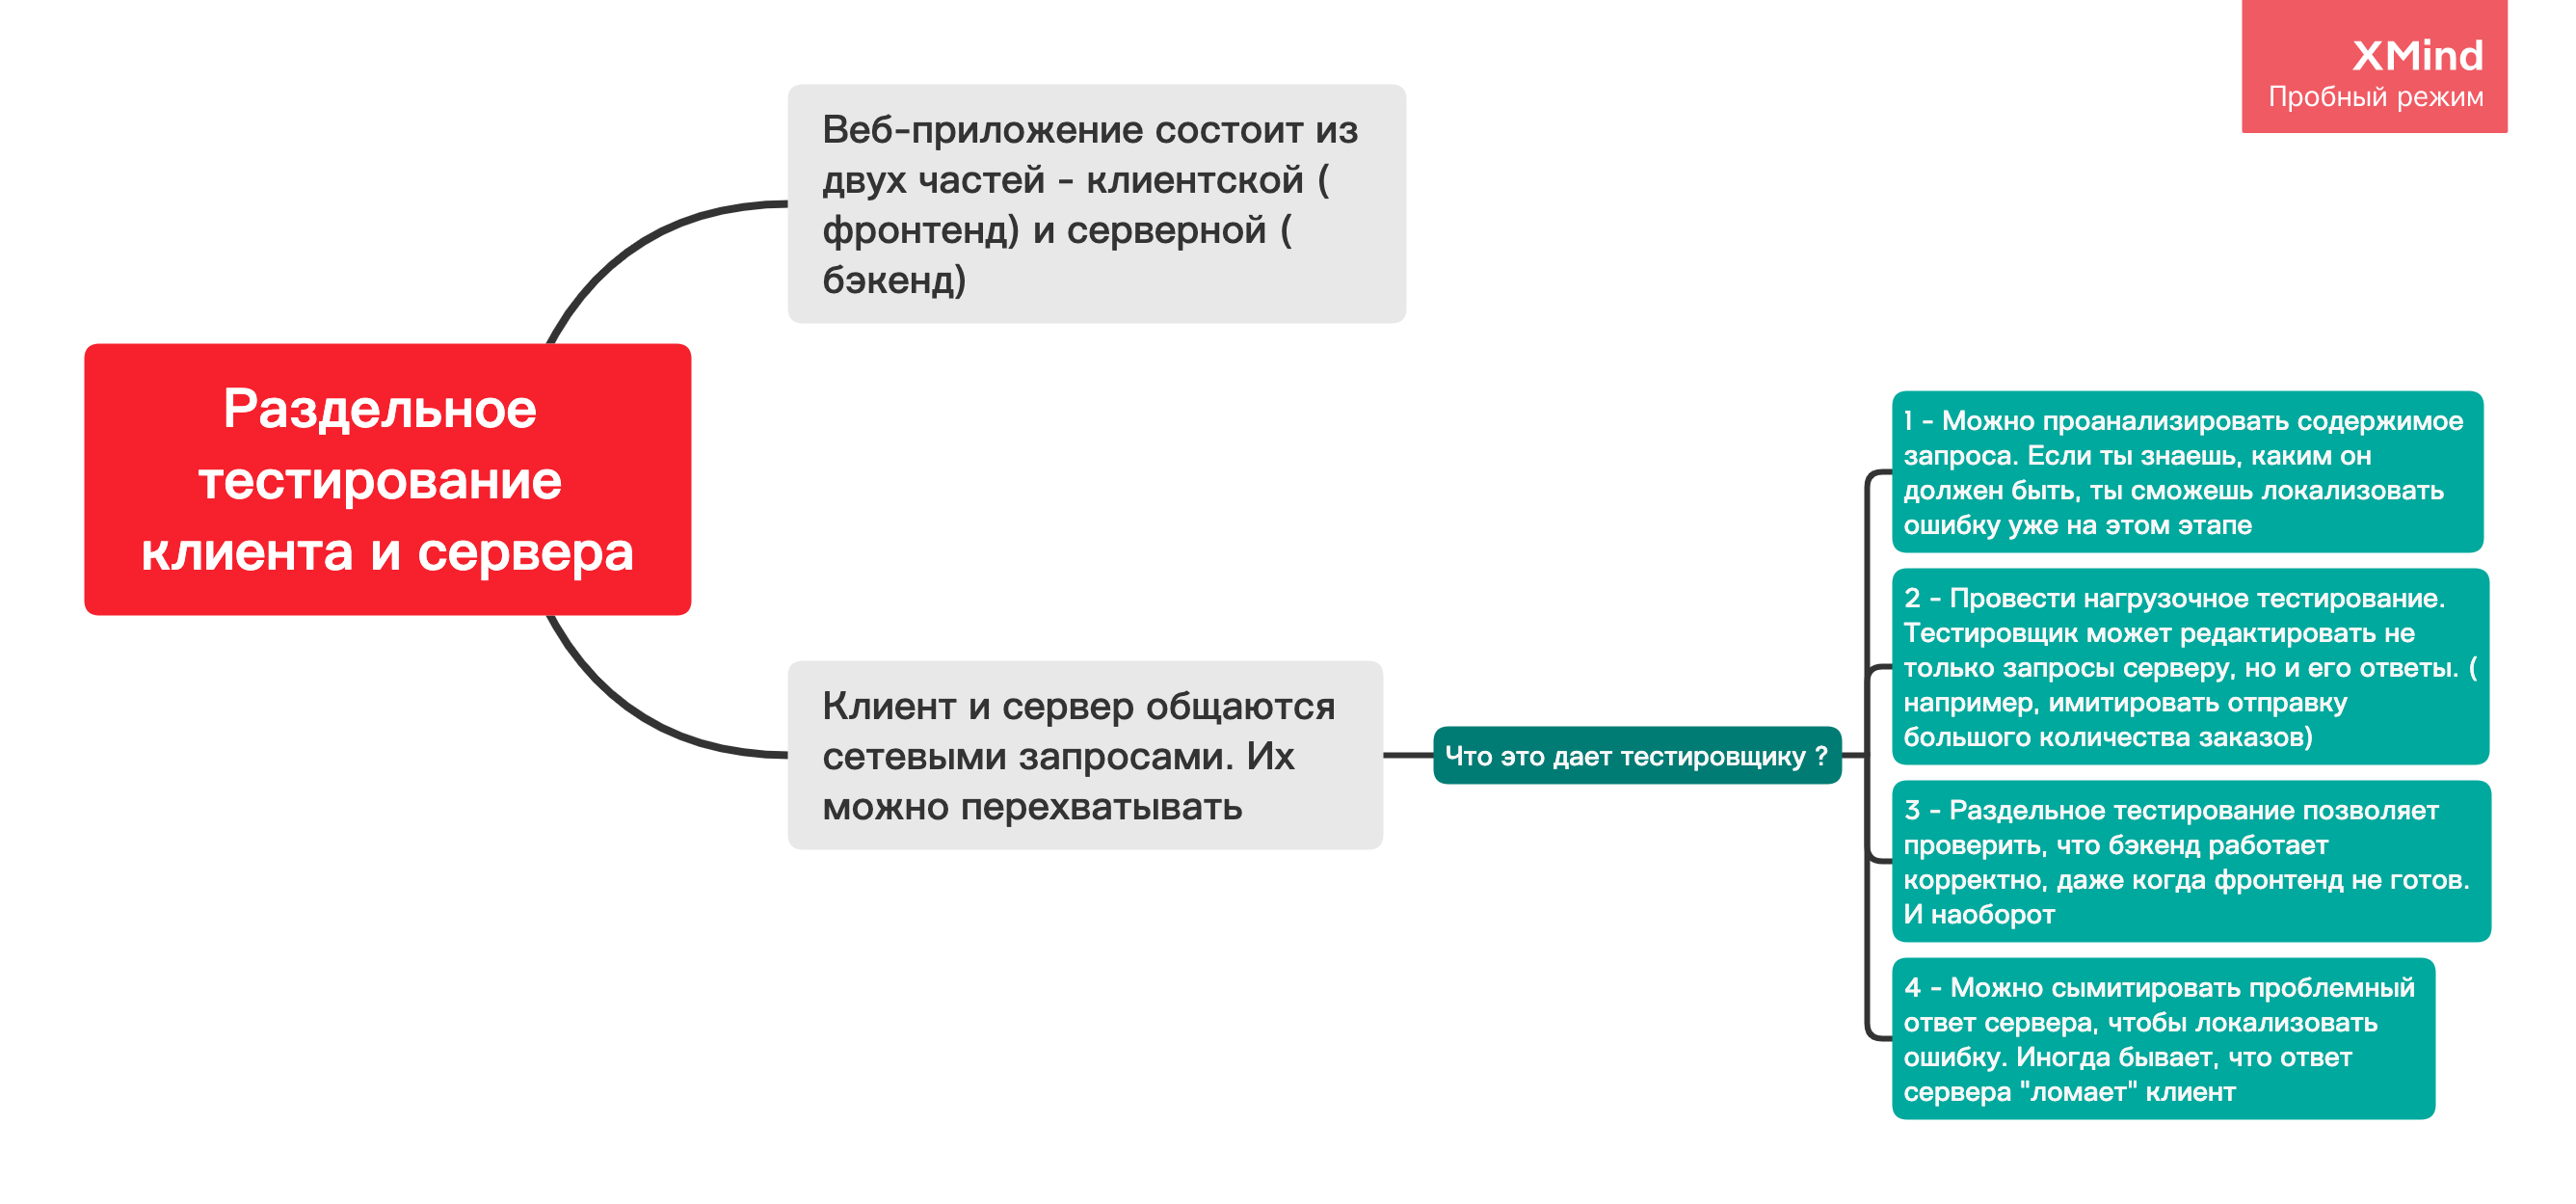 XMind
Пробный режим
Веб-приложение состоит из
двух частей - клиентской (
фронтенд) и серверной (
бэкенд)
Раздельное
тестирование
клиента и сервера
Клиент и сервер общаются
сетевыми запросами. Их
можно перехватывать
Что это дает тестировщику ?
1 - Можно проанализировать содержимое
запроса. Если ты знаешь, каким он
должен быть, ты сможешь локализовать
ошибку уже на этом этапе
2 - Провести нагрузочное тестирование.
Тестировщик может редактировать не
только запросы серверу, но и его ответы. (
например, имитировать отправку
большого количества заказов)
3 - Раздельное тестирование позволяет
проверить, что бэкенд работает
корректно, даже когда фронтенд не готов.
И наоборот
4 - Можно сымитировать проблемный
ответ сервера, чтобы локализовать
ошибку. Иногда бывает, что ответ
сервера "ломает" клиент